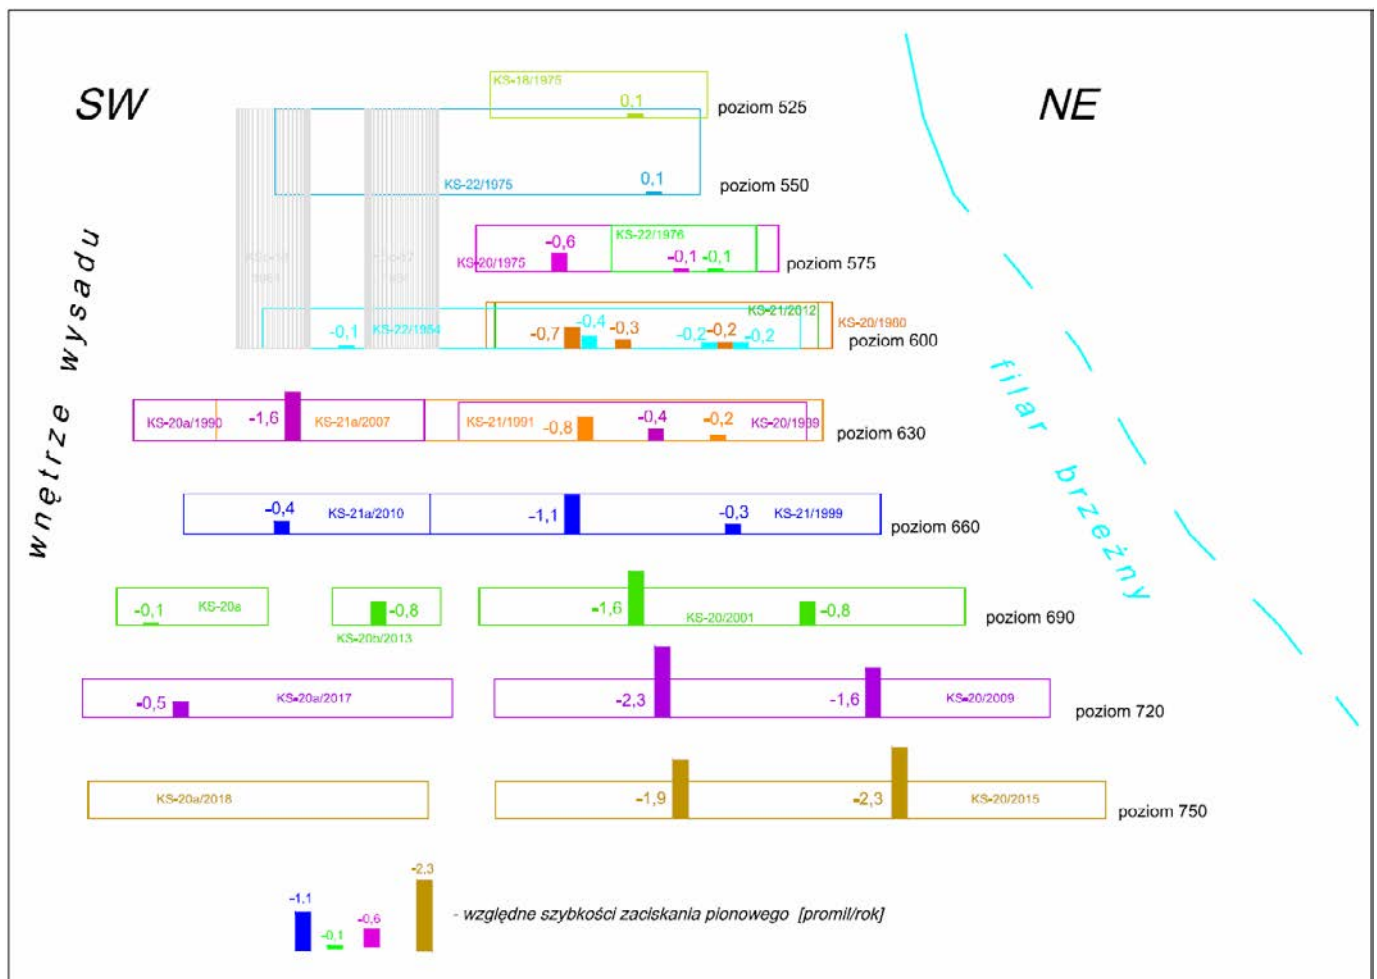 SW
NE
KS-18/1975
0,1
poziom 525
KS-22/1975
0,1
poziom 550
wnętrze wysadu
-0,6
KS-22/1976
KS-20/1975
-0,1
-0,1
poziom 575
-0,1
KS-22/1984
-0,7
-0,4
-0,3
-0,2
-0,2
-0,2
KS-21/2012
KS-20/1980
poziom 600
filar brzeżny
KS-20a/1990
-1,6
KS-21a/2007
KS-21/1991
-0,8
-0,4
-0,2
KS-20/1989
poziom 630
-0,4
KS-21a/2010
-1,1
-0,3
KS-21/1999
poziom 660
-0,1
KS-20a
-0,8
KS-20b/2013
-1,6
KS-20/2001
-0,8
poziom 690
-0,5
KS-20a/2017
-2,3
-1,6
KS-20/2009
poziom 720
KS-20a/2018
-1,9
-2,3
KS-20/2015
poziom 750
-1,1
-0,1
-0,6
-2,3
- względne szybkości zaciskania pionowego [promil/rok]